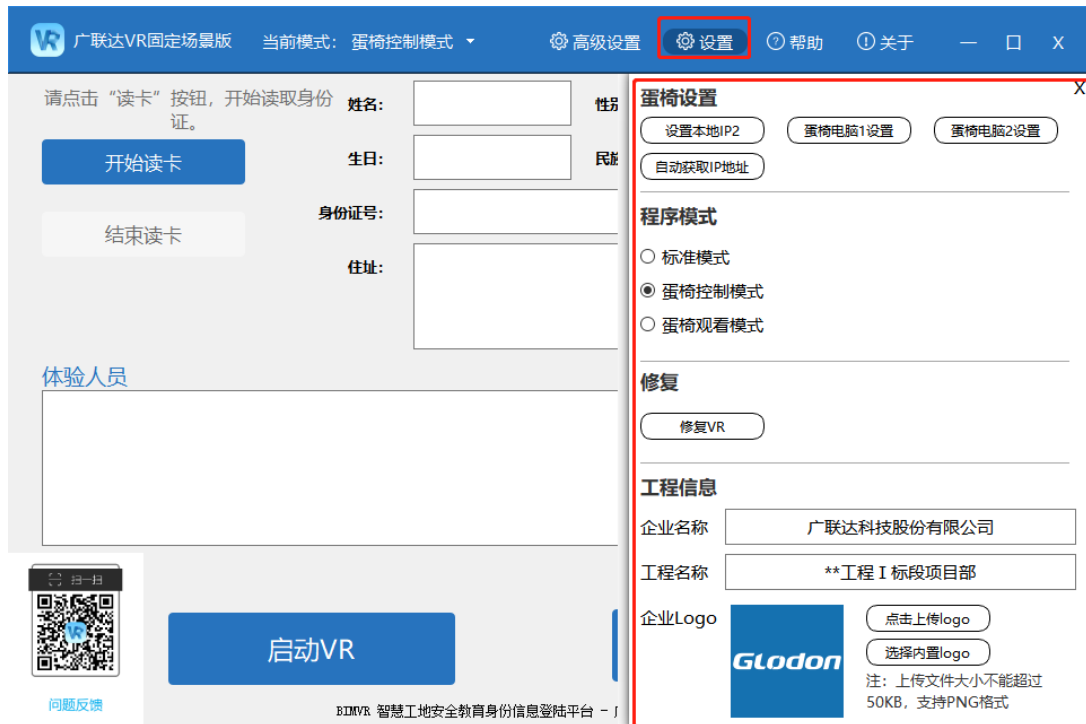 广联达VR固定场景版 当前模式: 蛋椅控制模式 高级设置 设置 帮助 关于
请点击“读卡”按钮，开始读取身份证。
开始读卡
结束读卡
姓名:
生日:
民族
身份证号:
住址:
体验人员
扫一扫
问题反馈
启动VR
BIMVR 智慧工地安全教育身份信息登陆平台 -
X
蛋椅设置
设置本地IP2 蛋椅电脑1设置 蛋椅电脑2设置
自动获取IP地址
程序模式
标准模式
蛋椅控制模式
蛋椅观看模式
修复
修复VR
工程信息
企业名称 广联达科技股份有限公司
工程名称 **工程 I 标段项目部
企业Logo
GLodon
点击上传logo
选择内置logo
注：上传文件大小不能超过
50KB，支持PNG格式